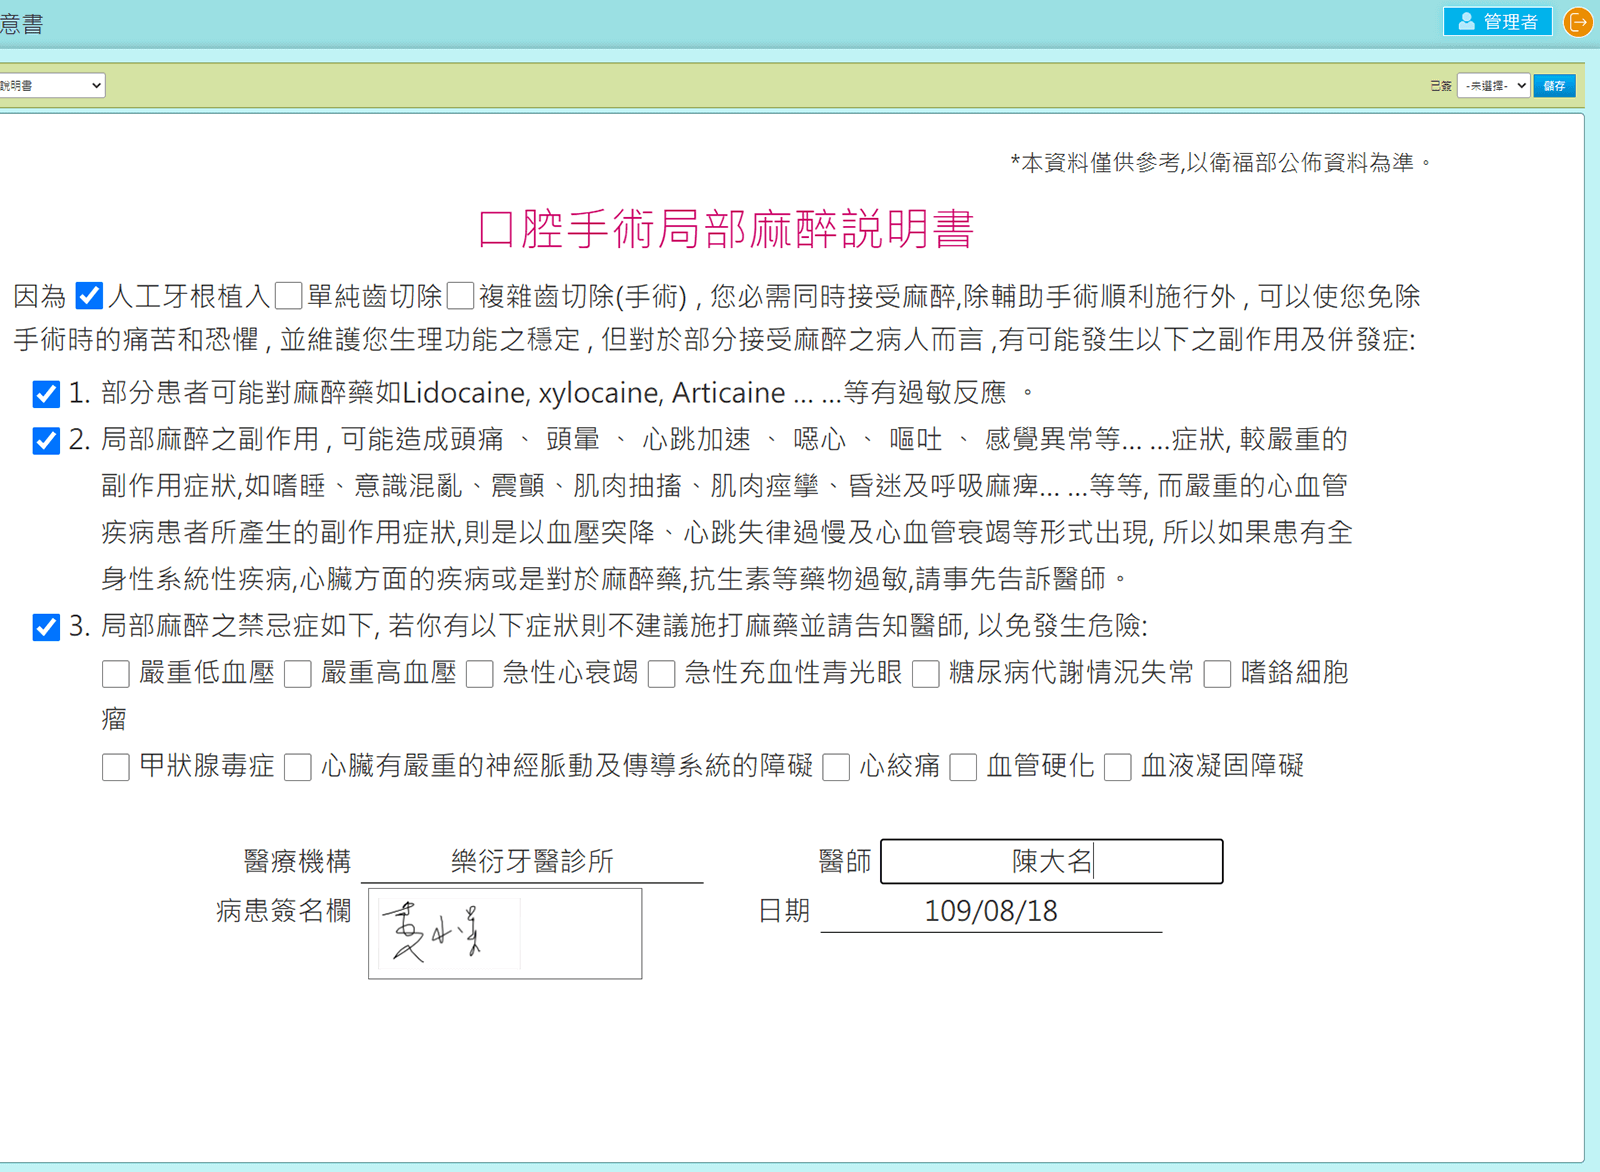 意書
管理者
說明書
已簽 -未選擇- 儲存
*本資料僅供參考,以衛福部公佈資料為準。
口腔手術局部麻醉說明書
因為 人工牙根植入 單純齒切除 複雜齒切除(手術) , 您必需同時接受麻醉,除輔助手術順利施行外 , 可以使您免除
手術時的痛苦和恐懼 , 並維護您生理功能之穩定 , 但對於部分接受麻醉之病人而言 ,有可能發生以下之副作用及併發症:
1. 部分患者可能對麻醉藥如Lidocaine, xylocaine, Articaine ... ...等有過敏反應 。
2. 局部麻醉之副作用 , 可能造成頭痛 、 頭暈 、 心跳加速 、 噁心 、 嘔吐 、 感覺異常等... ...症狀, 較嚴重的
副作用症狀,如嗜睡、意識混亂、震顫、肌肉抽搐、肌肉痙攣、昏迷及呼吸麻痺... ...等等, 而嚴重的心血管
疾病患者所產生的副作用症狀,則是以血壓突降、心跳失律過慢及心血管衰竭等形式出現, 所以如果患有全
身性系統性疾病,心臟方面的疾病或是對於麻醉藥,抗生素等藥物過敏,請事先告訴醫師。
3. 局部麻醉之禁忌症如下, 若你有以下症狀則不建議施打麻藥並請告知醫師, 以免發生危險:
嚴重低血壓 嚴重高血壓 急性心衰竭 急性充血性青光眼 糖尿病代謝情況失常 嗜鉻細胞
瘤
甲狀腺毒症 心臟有嚴重的神經脈動及傳導系統的障礙 心絞痛 血管硬化 血液凝固障礙
醫療機構 樂衍牙醫診所 醫師 陳大名
病患簽名欄 日期 109/08/18